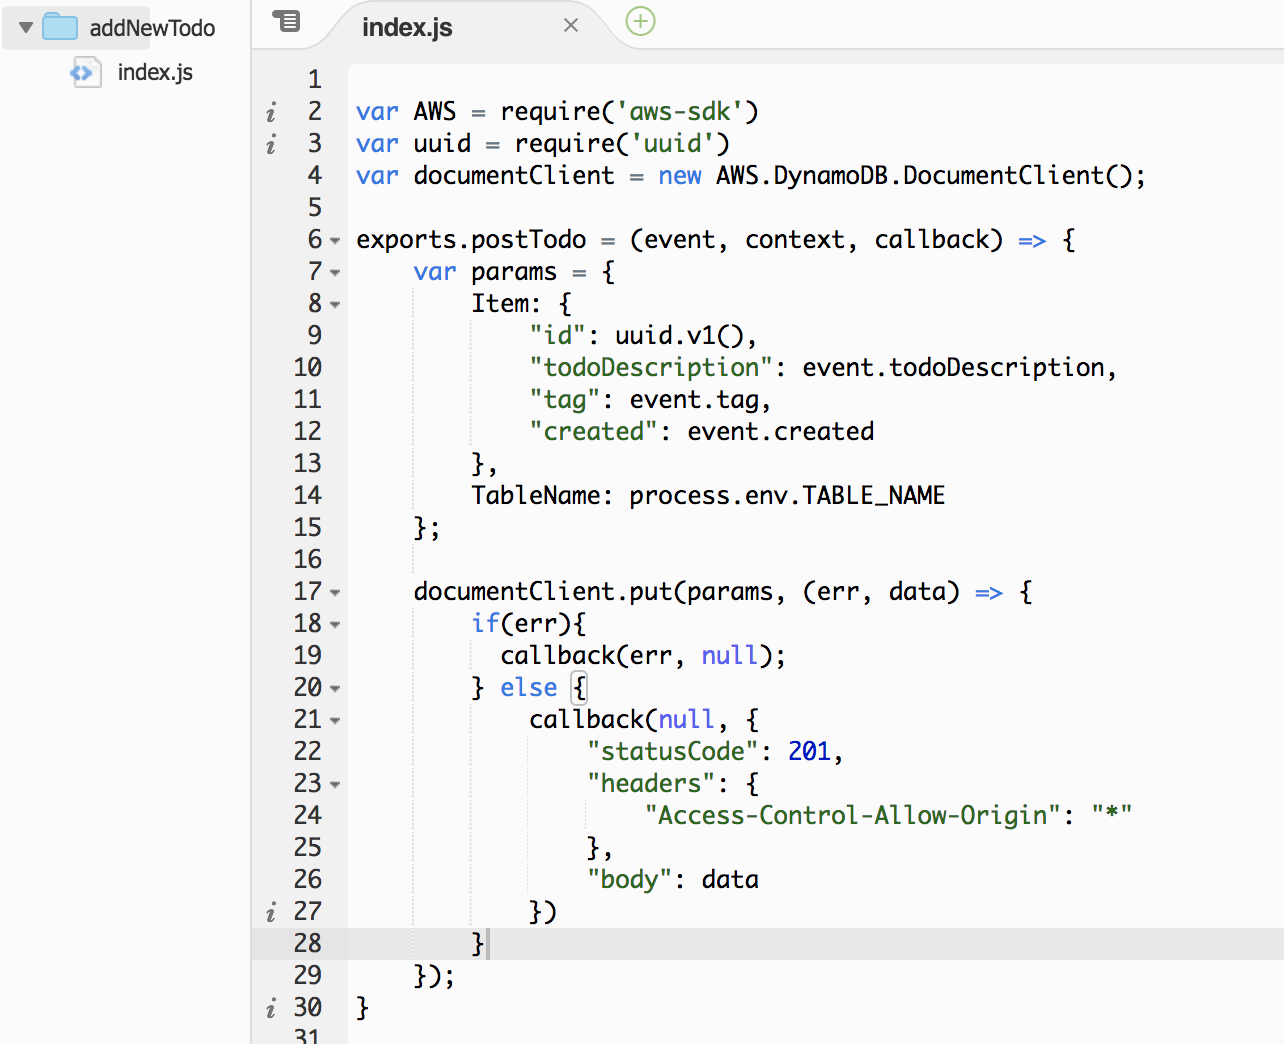 addNewTodo
index.js
index.js
1
2 var AWS = require('aws-sdk')
3 var uuid = require('uuid')
4 var documentClient = new AWS.DynamoDB.DocumentClient();
5
6 exports.postTodo = (event, context, callback) => {
7     var params = {
8         Item: {
9             "id": uuid.v1(),
10             "todoDescription": event.todoDescription,
11             "tag": event.tag,
12             "created": event.created
13         },
14         TableName: process.env.TABLE_NAME
15     };
16
17     documentClient.put(params, (err, data) => {
18         if(err){
19           callback(err, null);
20         } else {
21             callback(null, {
22                 "statusCode": 201,
23                 "headers": {
24                     "Access-Control-Allow-Origin": "*"
25                 },
26                 "body": data
27             })
28         }
29     });
30 }
31